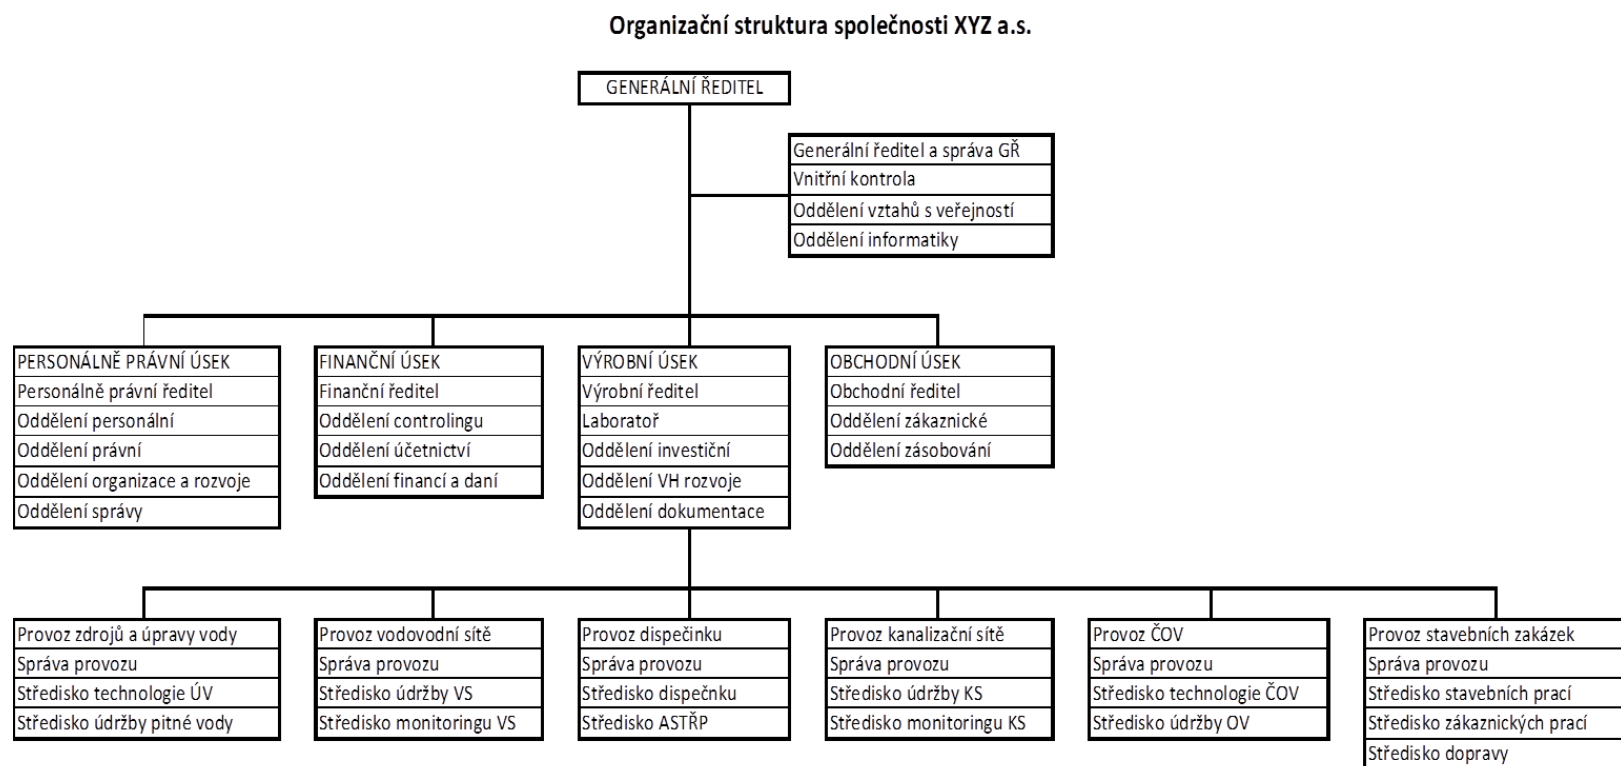 Organizační struktura společnosti XYZ a.s.
GENERÁLNÍ ŘEDITEL
Generální ředitel a správa GŘ
Vnitřní kontrola
Oddělení vztahů s veřejností
Oddělení informatiky
PERSONÁLNĚ PRÁVNÍ ÚSEK
Personálně právní ředitel
Oddělení personální
Oddělení právní
Oddělení organizace a rozvoje
Oddělení správy
FINANČNÍ ÚSEK
Finanční ředitel
Oddělení controlingu
Oddělení účetnictví
Oddělení financí a daní
VÝROBNÍ ÚSEK
Výrobní ředitel
Laboratoř
Oddělení investiční
Oddělení VH rozvoje
Oddělení dokumentace
OBCHODNÍ ÚSEK
Obchodní ředitel
Oddělení zákaznické
Oddělení zásobování
Provoz zdrojů a úpravy vody
Správa provozu
Středisko technologie ÚV
Středisko údržby pitné vody
Provoz vodovodní sítě
Správa provozu
Středisko údržby VS
Středisko monitoringu VS
Provoz dispečinku
Správa provozu
Středisko dispečnku
Středisko ASTŘP
Provoz kanalizační sítě
Správa provozu
Středisko údržby KS
Středisko monitoringu KS
Provoz ČOV
Správa provozu
Středisko technologie ČOV
Středisko údržby OV
Provoz stavebních zakázek
Správa provozu
Středisko stavebních prací
Středisko zákaznických prací
Středisko dopravy